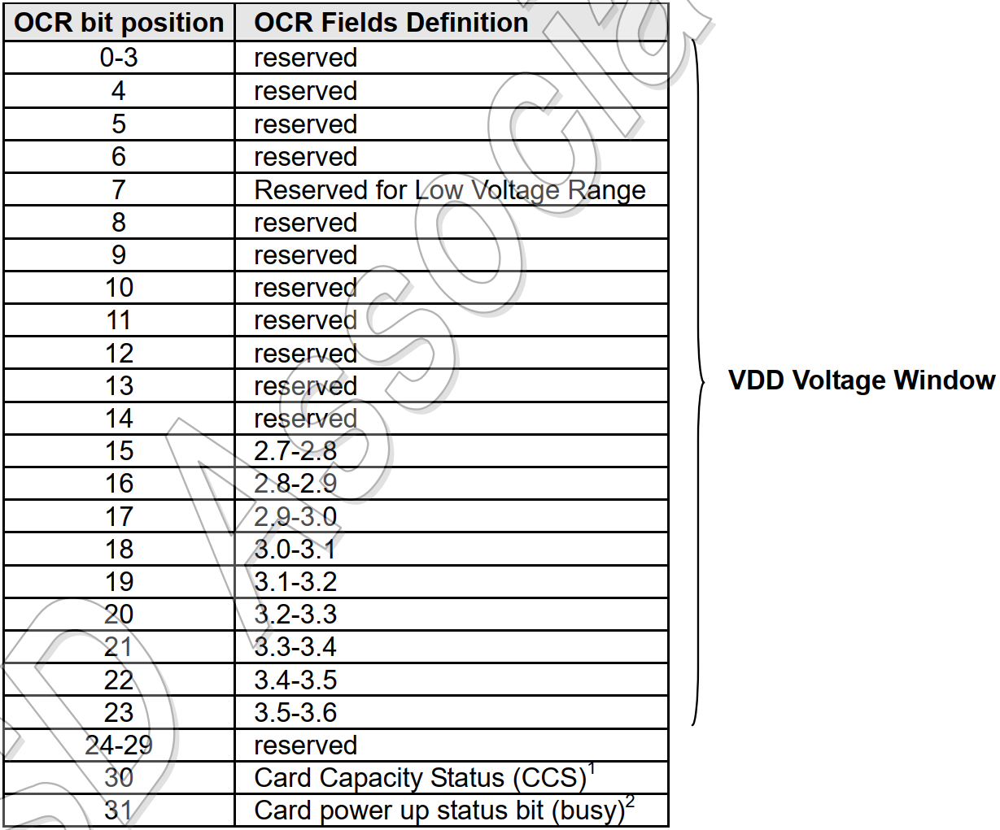 OCR bit position OCR Fields Definition
0-3 reserved
4 reserved
5 reserved
6 reserved
7 Reserved for Low Voltage Range
8 reserved
9 reserved
10 reserved
11 reserved
12 reserved
13 reserved
14 reserved
15 2.7-2.8
16 2.8-2.9
17 2.9-3.0
18 3.0-3.1
19 3.1-3.2
20 3.2-3.3
21 3.3-3.4
22 3.4-3.5
23 3.5-3.6
24-29 reserved
30 Card Capacity Status (CCS)1
31 Card power up status bit (busy)2
VDD Voltage Window